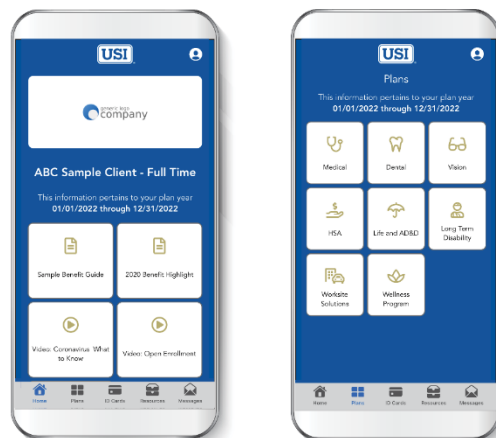 USI
generic logo
company
ABC Sample Client - Full Time
This information pertains to your plan year
01/01/2022 through 12/31/2022
Sample Benefit Guide
2020 Benefit Highlight
Video: Coronavirus What
to Know
Video: Open Enrollment
Home
Plans
ID Cards
Resources
Messages
USI
Plans
This information pertains to your plan year
01/01/2022 through 12/31/2022
Medical
Dental
Vision
HSA
Life and AD&D
Long Term
Disability
Worksite
Solutions
Wellness
Program
Home
Plans
ID Cards
Resources
Messages